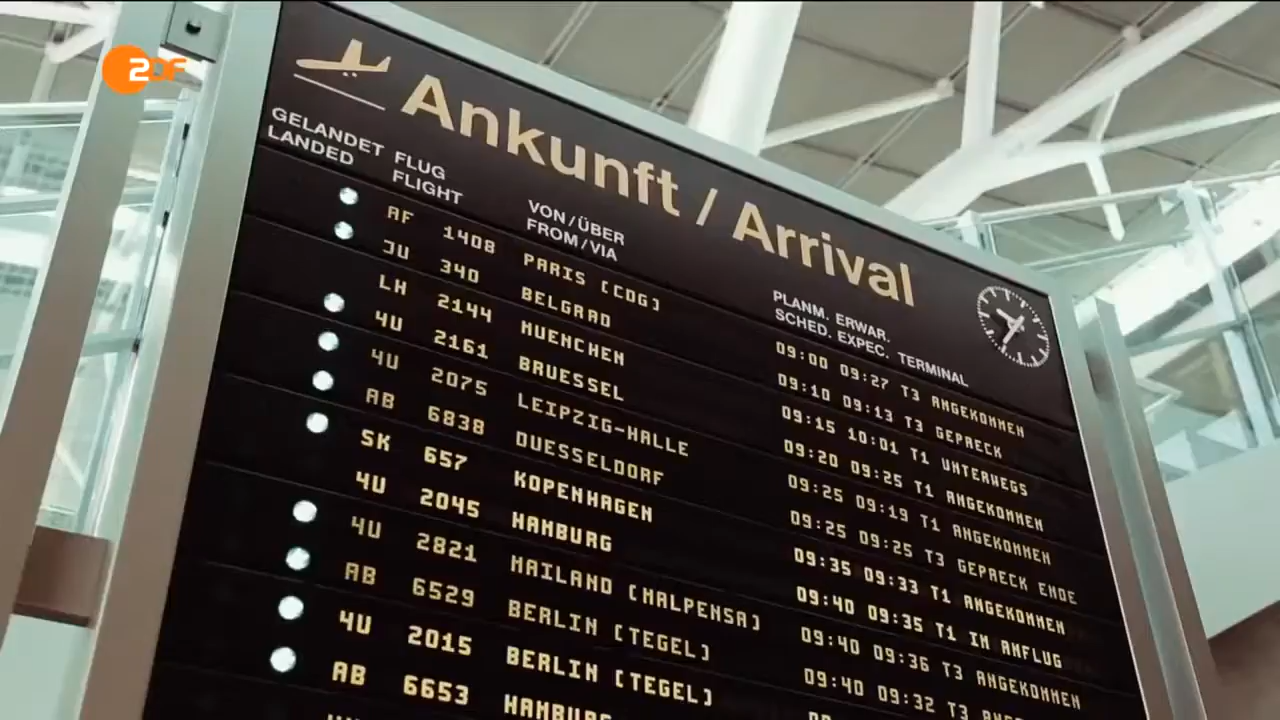 ZDF
Ankunft / Arrival
GELANDET FLUG VON/ÜBER PLANM. ERWAR.
LANDED FLIGHT FROM/VIA SCHED. EXPEC. TERMINAL
AF 1408 PARIS (CDG) 09:00 09:27 T3 ANGEKOMMEN
JU 340 BELGRAD 09:10 09:13 T3 GEPAECK
LH 2144 MUENCHEN 09:15 10:01 T1 UNTERWEGS
4U 2161 BRUESSEL 09:20 09:25 T1 ANGEKOMMEN
4U 2075 LEIPZIG-HALLE 09:25 09:19 T1 ANGEKOMMEN
AB 6838 DUESSELDORF 09:25 09:25 T3 GEPAECK ENDE
SK 657 KOPENHAGEN 09:35 09:33 T1 ANGEKOMMEN
4U 2045 HAMBURG 09:40 09:35 T1 IM ANFLUG
4U 2821 MAILAND (MALPENSA) 09:40 09:36 T3 ANGEKOMMEN
AB 6529 BERLIN (TEGEL) 09:40 09:32 T3
4U 2015 BERLIN (TEGEL)
AB 6653 HAMBURG